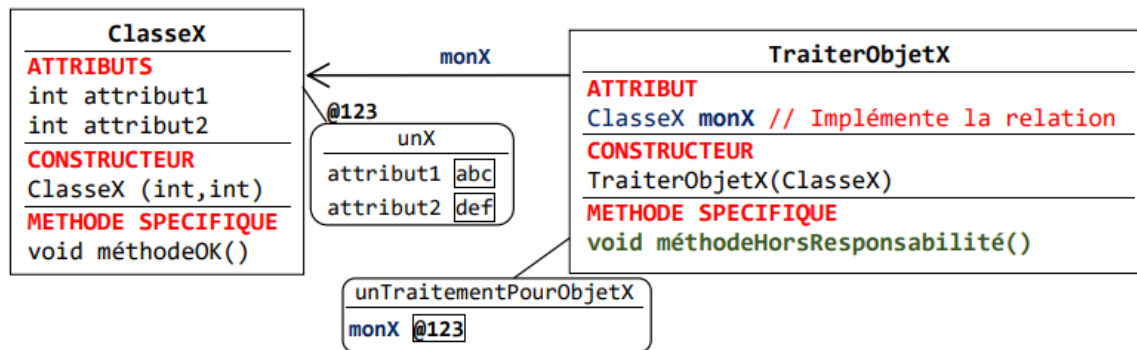 ClasseX
ATTRIBUTS
int attribut1
int attribut2
CONSTRUCTEUR
ClasseX (int,int)
METHODE SPECIFIQUE
void méthodeOK()
monX
@123
unX
attribut1 abc
attribut2 def
TraiterObjetX
ATTRIBUT
ClasseX monX // Implémente la relation
CONSTRUCTEUR
TraiterObjetX(ClasseX)
METHODE SPECIFIQUE
void méthodeHorsResponsabilité()
unTraitementPourObjetX
monX @123